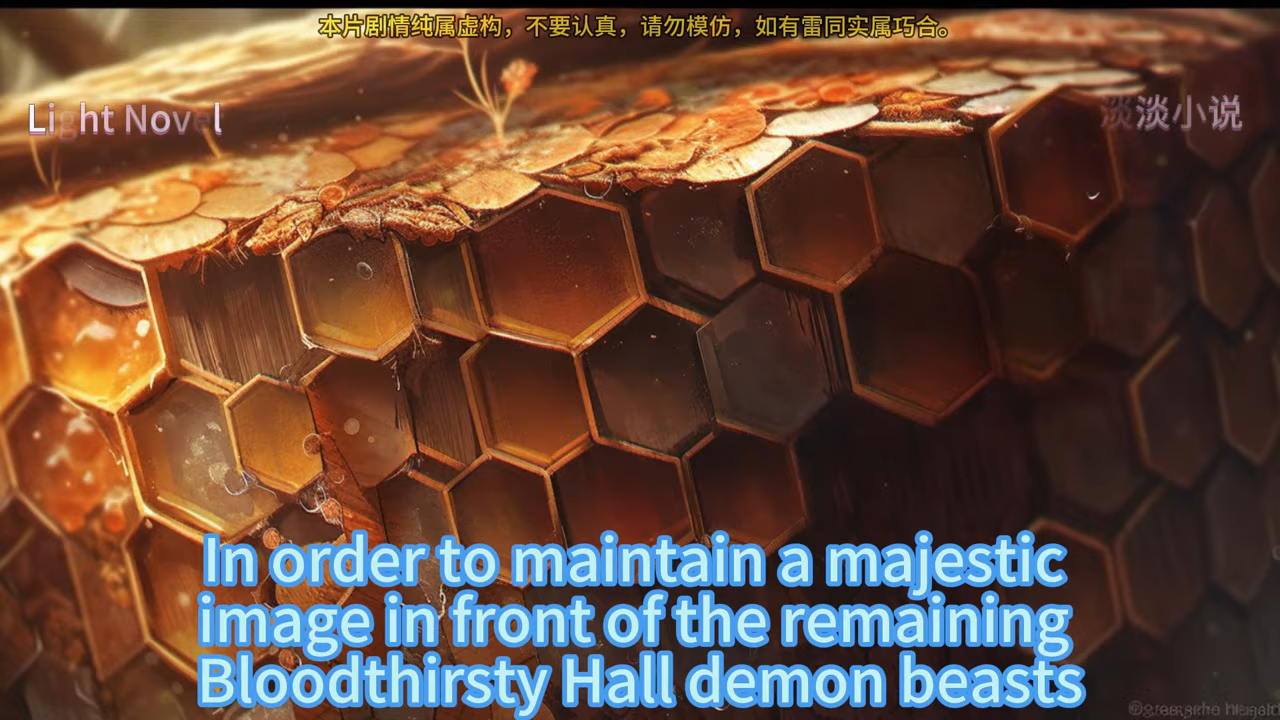 本片剧情纯属虚构，不要认真，请勿模仿，如有雷同实属巧合。
Light Novel
淡淡小说
In order to maintain a majestic
image in front of the remaining
Bloodthirsty Hall demon beasts